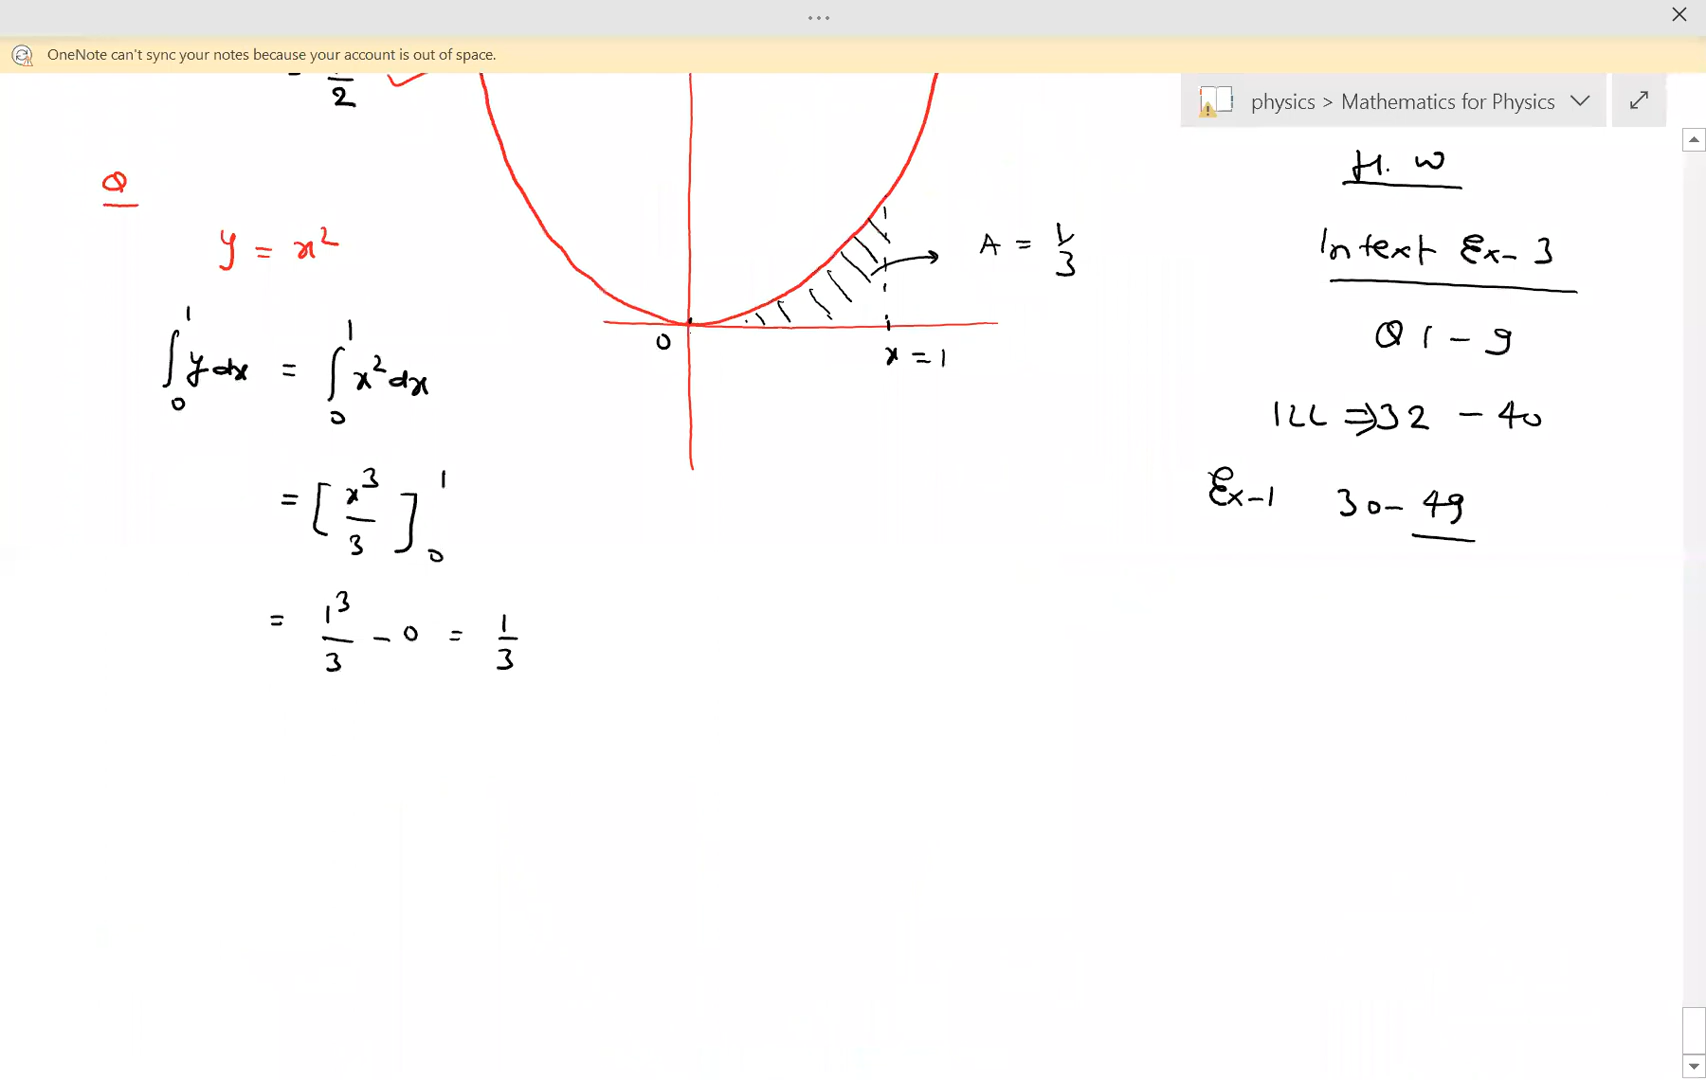 ...
OneNote can't sync your notes because your account is out of space.
physics > Mathematics for Physics
= 1/2
Q
y = x²
∫₀¹ y dx = ∫₀¹ x² dx
= [x³/3]₀¹
= 1³/3 - 0 = 1/3
A = 1/3
0
x = 1
H.W
Intext Ex-3
Q 1 - 9
ILL ⇒ 32 - 40
Ex-1 30 - 49